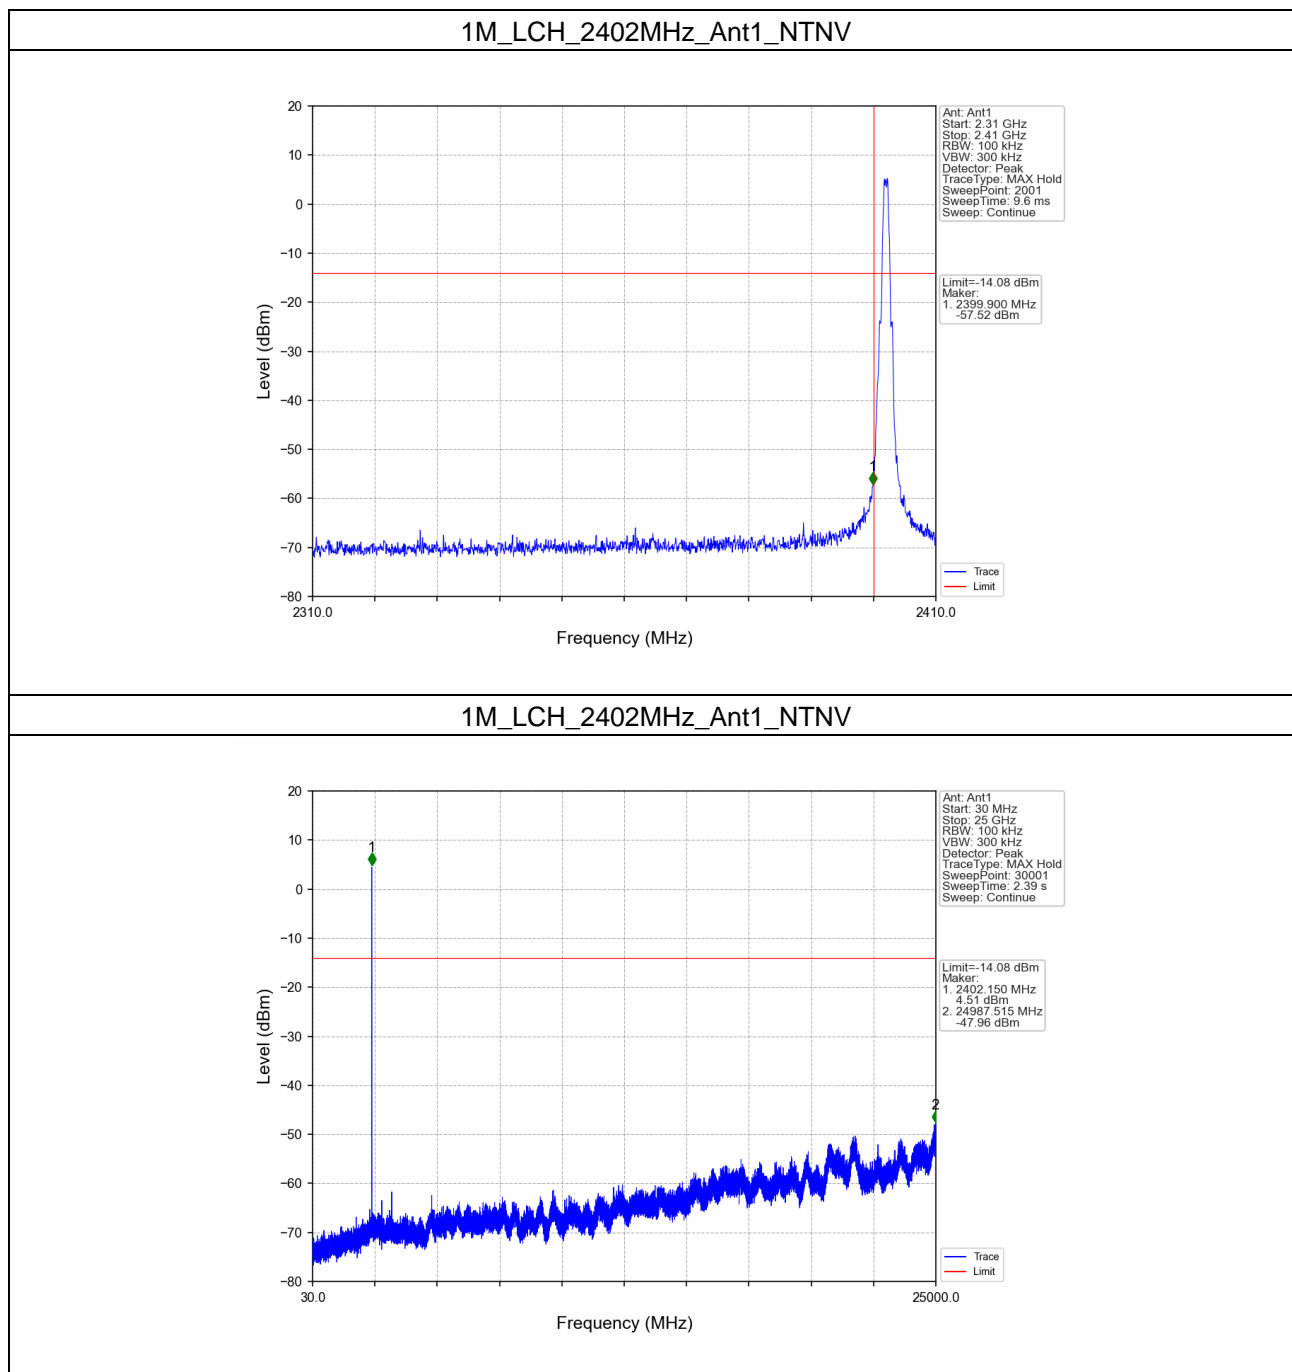 1M_LCH_2402MHz_Ant1_NTNV
20
10
0
−10
−20
−30
−40
−50
−60
−70
−80
Level (dBm)
1
2310.0
2410.0
Frequency (MHz)
Ant: Ant1
Start: 2.31 GHz
Stop: 2.41 GHz
RBW: 100 kHz
VBW: 300 kHz
Detector: Peak
TraceType: MAX Hold
SweepPoint: 2001
SweepTime: 9.6 ms
Sweep: Continue
Limit=-14.08 dBm
Maker:
1. 2399.900 MHz
-57.52 dBm
Trace
Limit
1M_LCH_2402MHz_Ant1_NTNV
20
10
0
−10
−20
−30
−40
−50
−60
−70
−80
Level (dBm)
1
2
30.0
25000.0
Frequency (MHz)
Ant: Ant1
Start: 30 MHz
Stop: 25 GHz
RBW: 100 kHz
VBW: 300 kHz
Detector: Peak
TraceType: MAX Hold
SweepPoint: 30001
SweepTime: 2.39 s
Sweep: Continue
Limit=-14.08 dBm
Maker:
1. 2402.150 MHz
4.51 dBm
2. 24987.515 MHz
-47.96 dBm
Trace
Limit